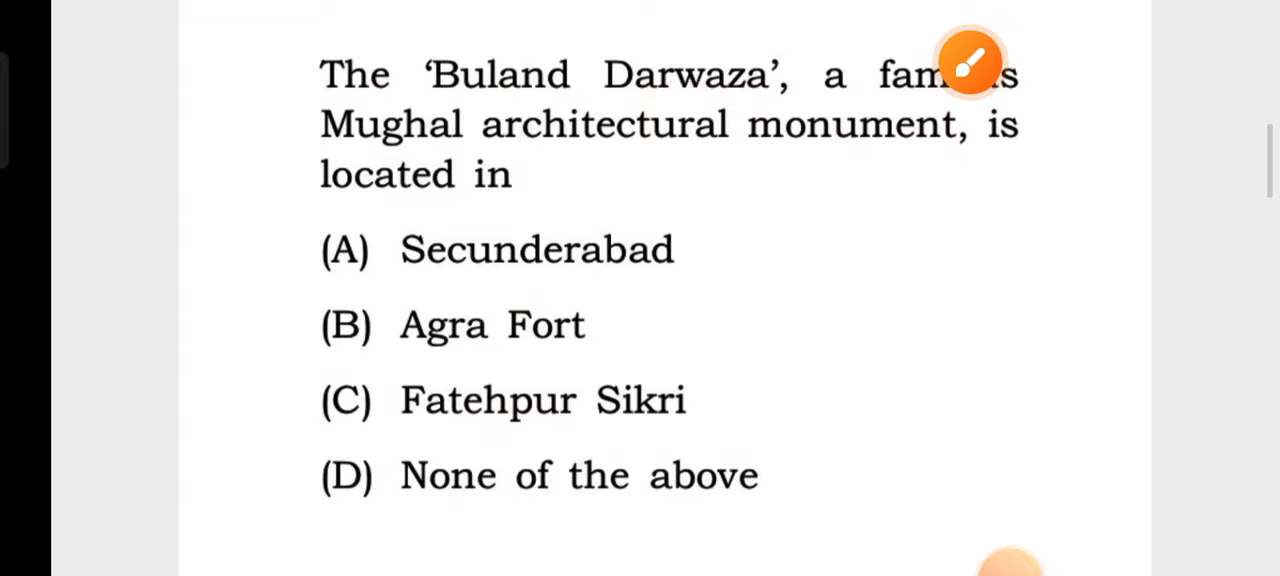 The ‘Buland Darwaza’, a
Mughal architectural monument, is
located in
(A) Secunderabad
(B) Agra Fort
(C) Fatehpur Sikri
(D) None of the above